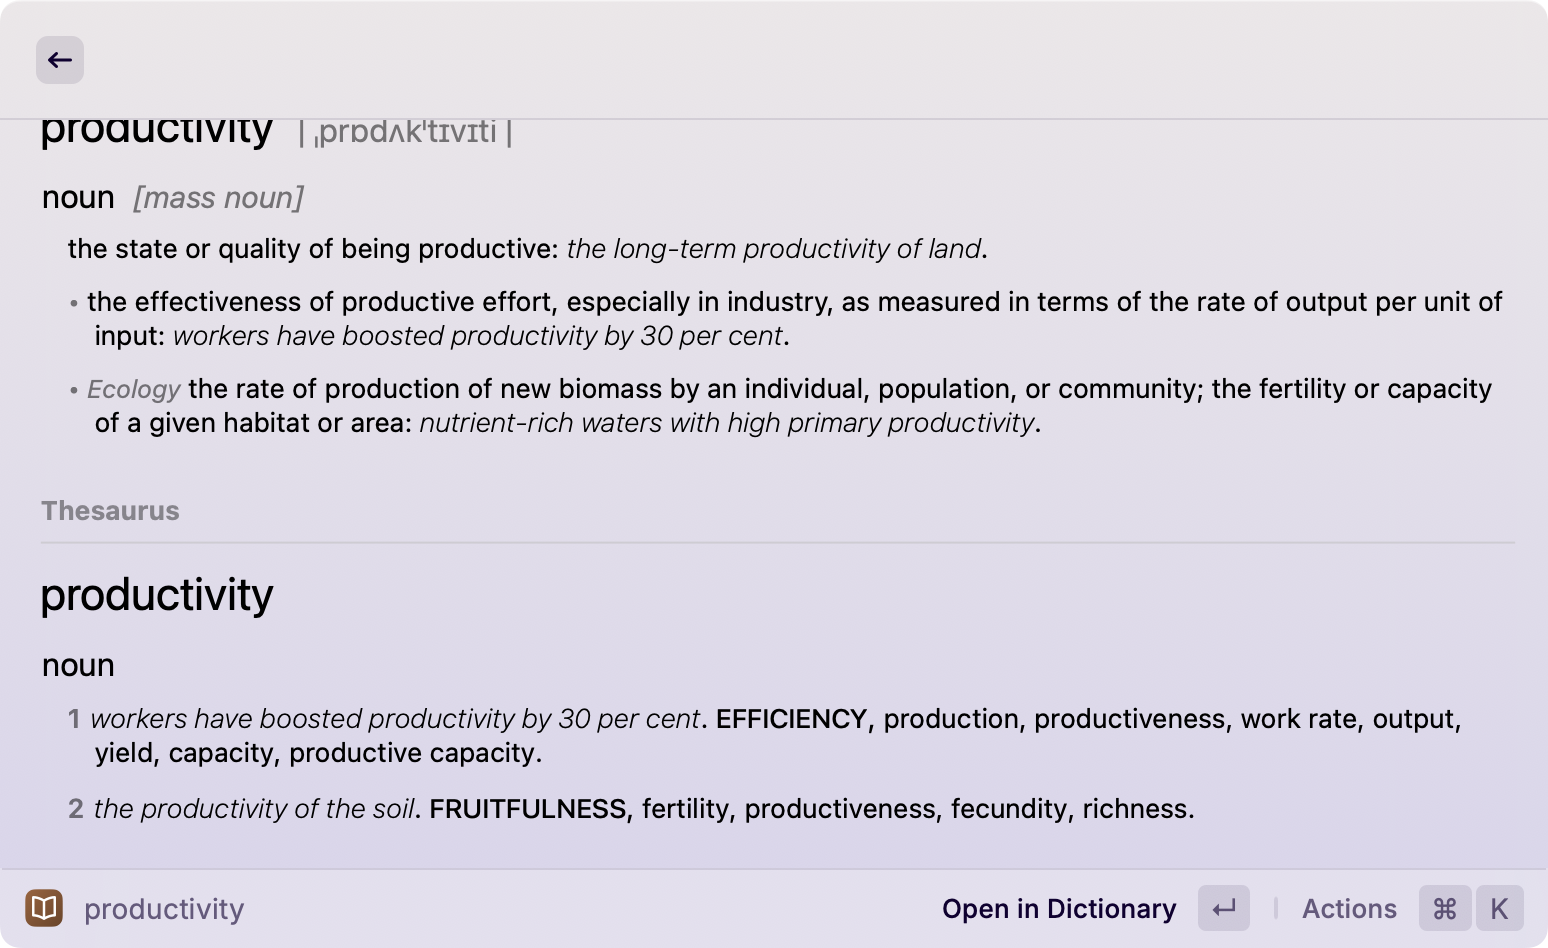 productivity | ˌprɒdʌkˈtɪvɪti |
noun [mass noun]
the state or quality of being productive: the long-term productivity of land.
• the effectiveness of productive effort, especially in industry, as measured in terms of the rate of output per unit of
input: workers have boosted productivity by 30 per cent.
• Ecology the rate of production of new biomass by an individual, population, or community; the fertility or capacity
of a given habitat or area: nutrient-rich waters with high primary productivity.
Thesaurus
productivity
noun
1 workers have boosted productivity by 30 per cent. EFFICIENCY, production, productiveness, work rate, output,
yield, capacity, productive capacity.
2 the productivity of the soil. FRUITFULNESS, fertility, productiveness, fecundity, richness.
productivity Open in Dictionary ↵ | Actions ⌘ K